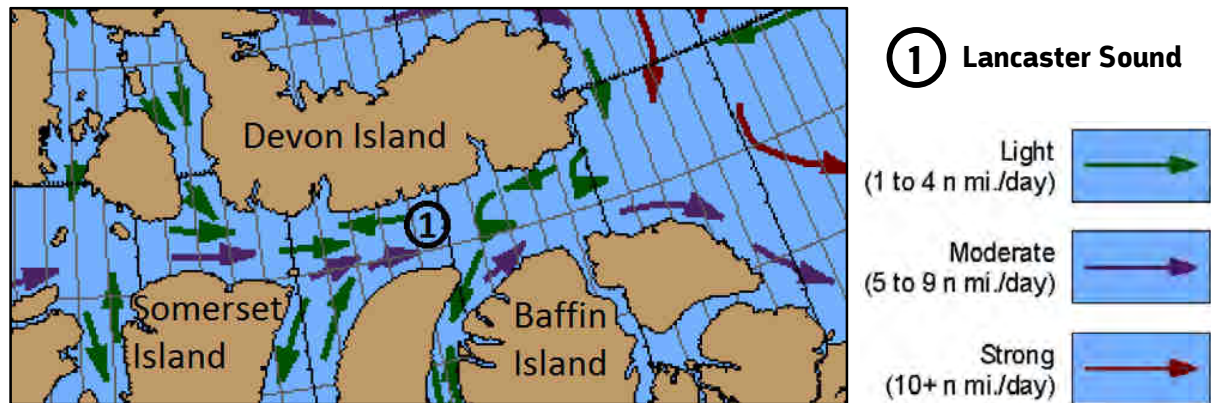 Devon Island
1
Somerset
Island
Baffin
Island
1 Lancaster Sound
Light
(1 to 4 n mi./day)
Moderate
(5 to 9 n mi./day)
Strong
(10+ n mi./day)